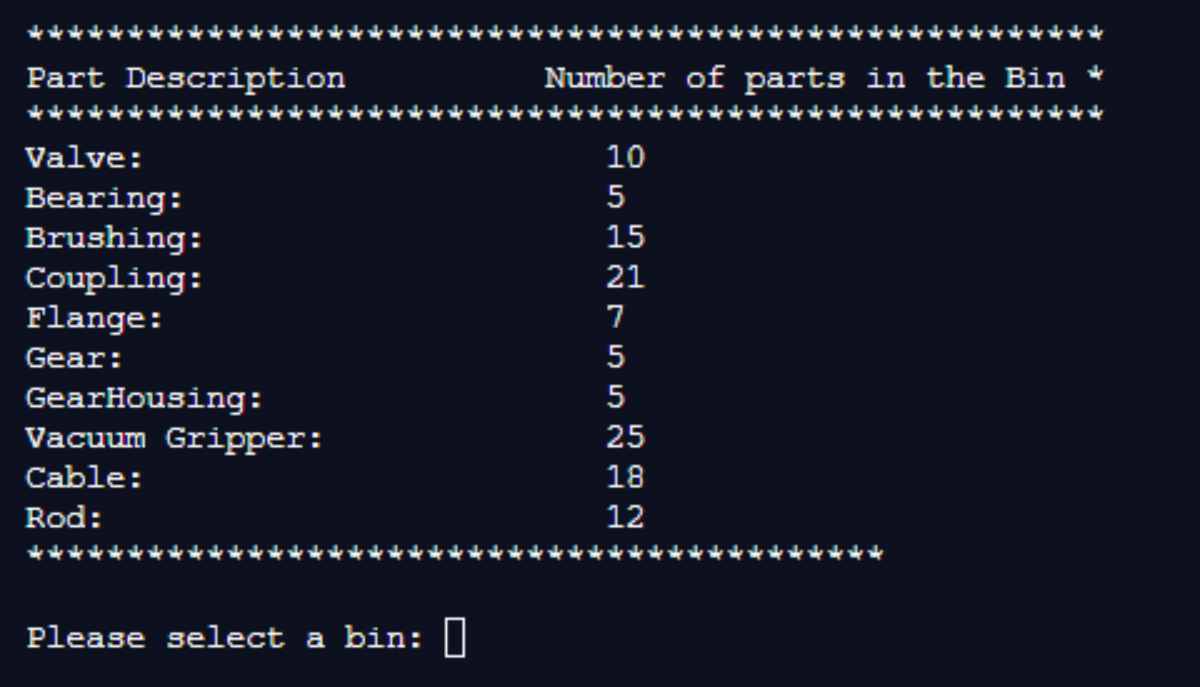 ******************************************************
Part Description          Number of parts in the Bin *
******************************************************
Valve:                       10
Bearing:                     5
Brushing:                    15
Coupling:                    21
Flange:                      7
Gear:                        5
GearHousing:                 5
Vacuum Gripper:              25
Cable:                       18
Rod:                         12
*******************************************
Please select a bin: